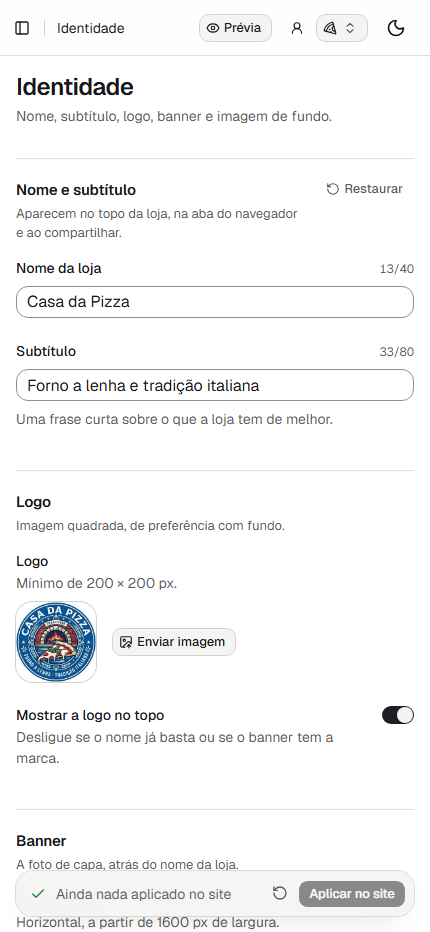 Identidade
Prévia
Identidade
Nome, subtítulo, logo, banner e imagem de fundo.
Nome e subtítulo
Restaurar
Aparecem no topo da loja, na aba do navegador
e ao compartilhar.
Nome da loja
13/40
Casa da Pizza
Subtítulo
33/80
Forno a lenha e tradição italiana
Uma frase curta sobre o que a loja tem de melhor.
Logo
Imagem quadrada, de preferência com fundo.
Logo
Mínimo de 200 × 200 px.
CASA DA PIZZA
FORNO A LENHA · TRADIÇÃO ITALIANA
Enviar imagem
Mostrar a logo no topo
Desligue se o nome já basta ou se o banner tem a
marca.
Banner
A foto de capa, atrás do nome da loja.
Ainda nada aplicado no site
Aplicar no site
Horizontal, a partir de 1600 px de largura.